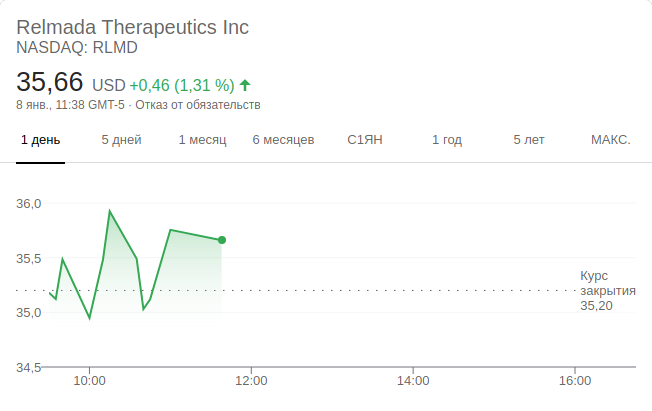 Relmada Therapeutics Inc
NASDAQ: RLMD
35,66 USD +0,46 (1,31 %)
8 янв., 11:38 GMT-5 · Отказ от обязательств
1 день 5 дней 1 месяц 6 месяцев С1ЯН 1 год 5 лет МАКС.
36,0
35,5
Курс
закрытия
35,20
35,0
34,5
10:00 12:00 14:00 16:00